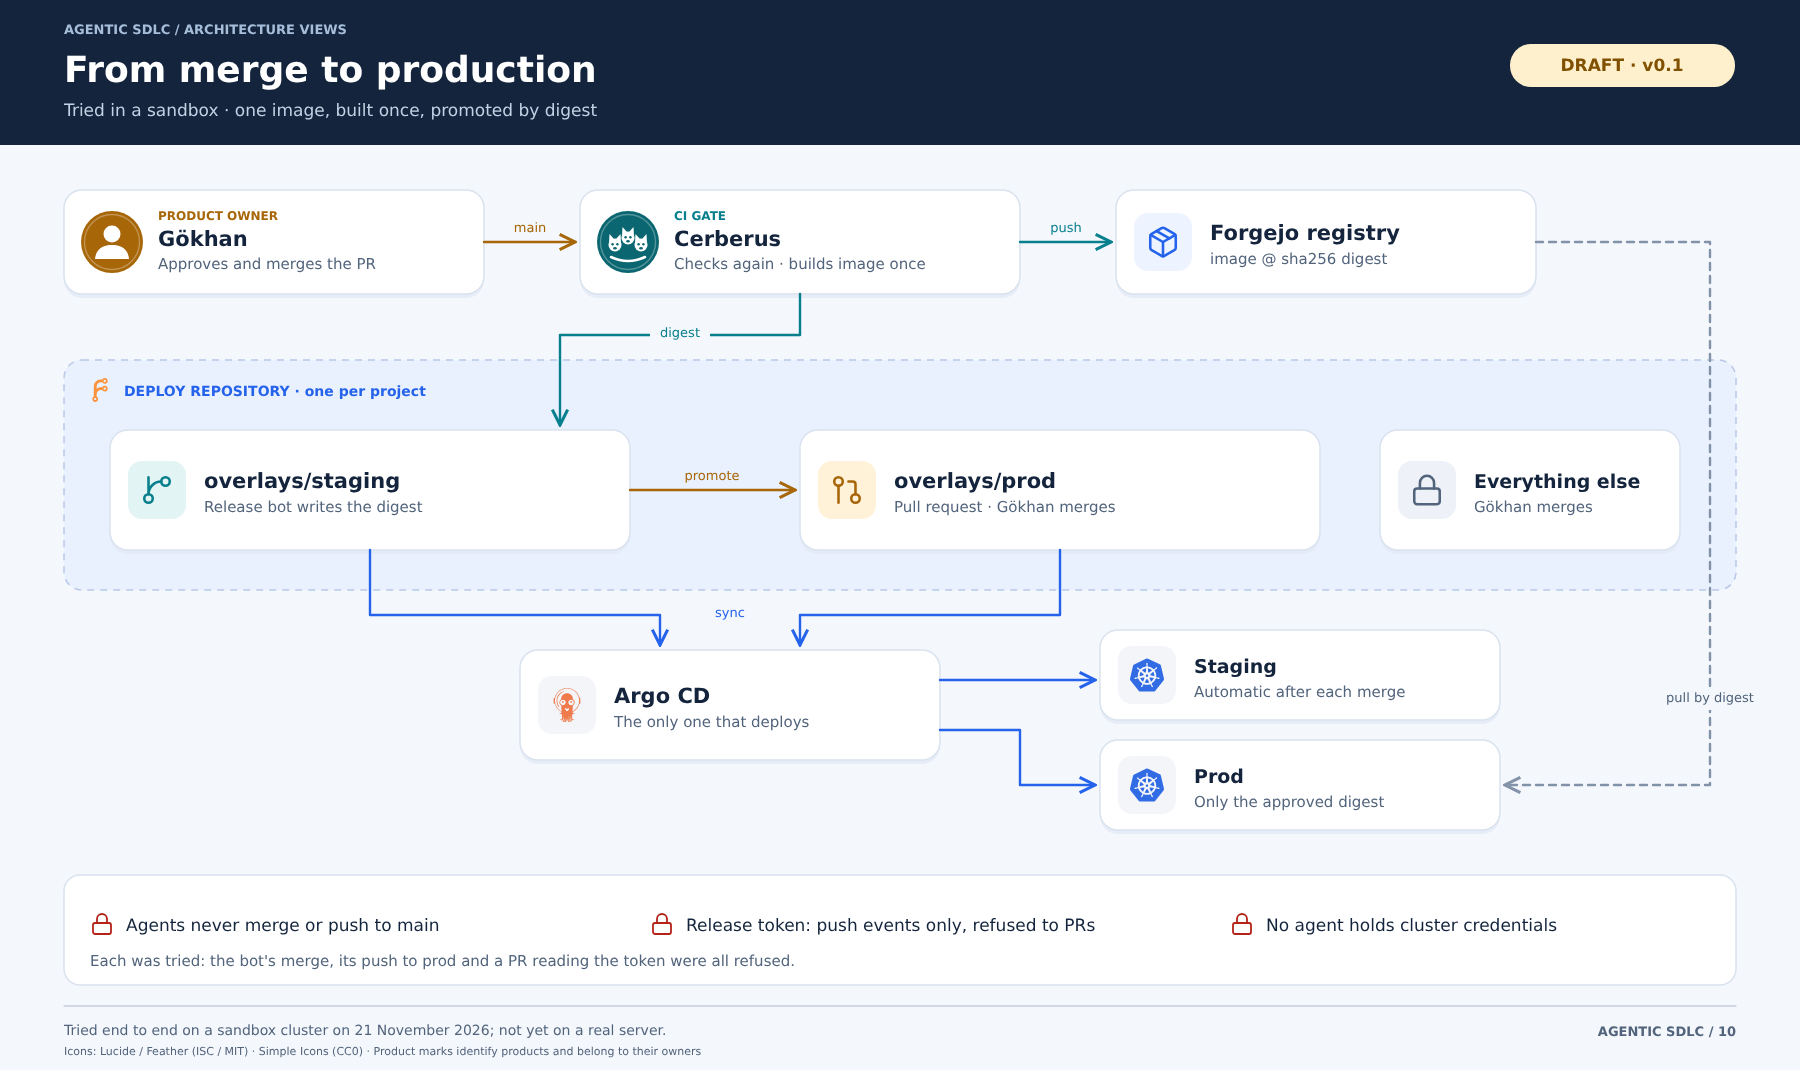 AGENTIC SDLC / ARCHITECTURE VIEWS
From merge to production
Tried in a sandbox · one image, built once, promoted by digest
DRAFT · v0.1
PRODUCT OWNER
Gökhan
Approves and merges the PR
main
CI GATE
Cerberus
Checks again · builds image once
push
Forgejo registry
image @ sha256 digest
digest
DEPLOY REPOSITORY · one per project
overlays/staging
Release bot writes the digest
promote
overlays/prod
Pull request · Gökhan merges
Everything else
Gökhan merges
sync
Argo CD
The only one that deploys
Staging
Automatic after each merge
pull by digest
Prod
Only the approved digest
Agents never merge or push to main
Release token: push events only, refused to PRs
No agent holds cluster credentials
Each was tried: the bot's merge, its push to prod and a PR reading the token were all refused.
Tried end to end on a sandbox cluster on 21 November 2026; not yet on a real server.
AGENTIC SDLC / 10
Icons: Lucide / Feather (ISC / MIT) · Simple Icons (CC0) · Product marks identify products and belong to their owners